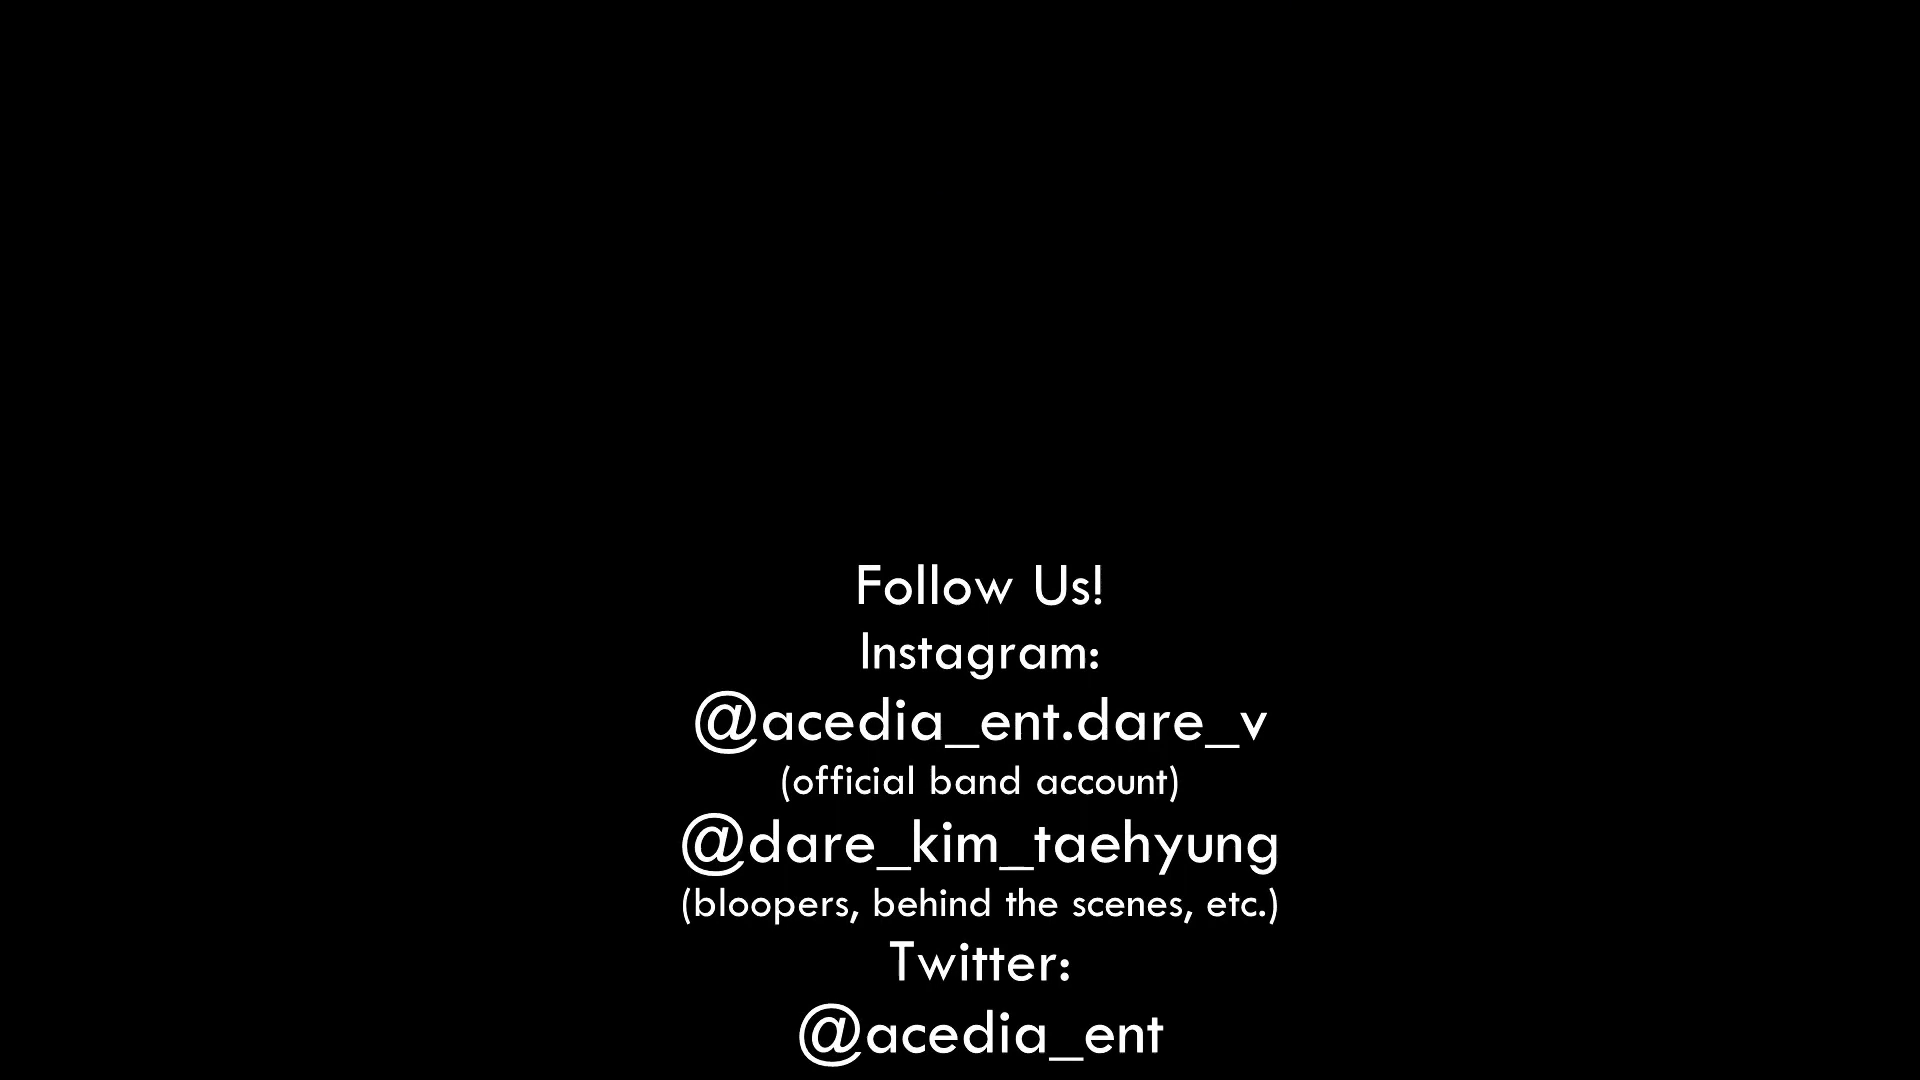 Follow Us!
Instagram:
@acedia_ent.dare_v
(official band account)
@dare_kim_taehyung
(bloopers, behind the scenes, etc.)
Twitter:
@acedia_ent